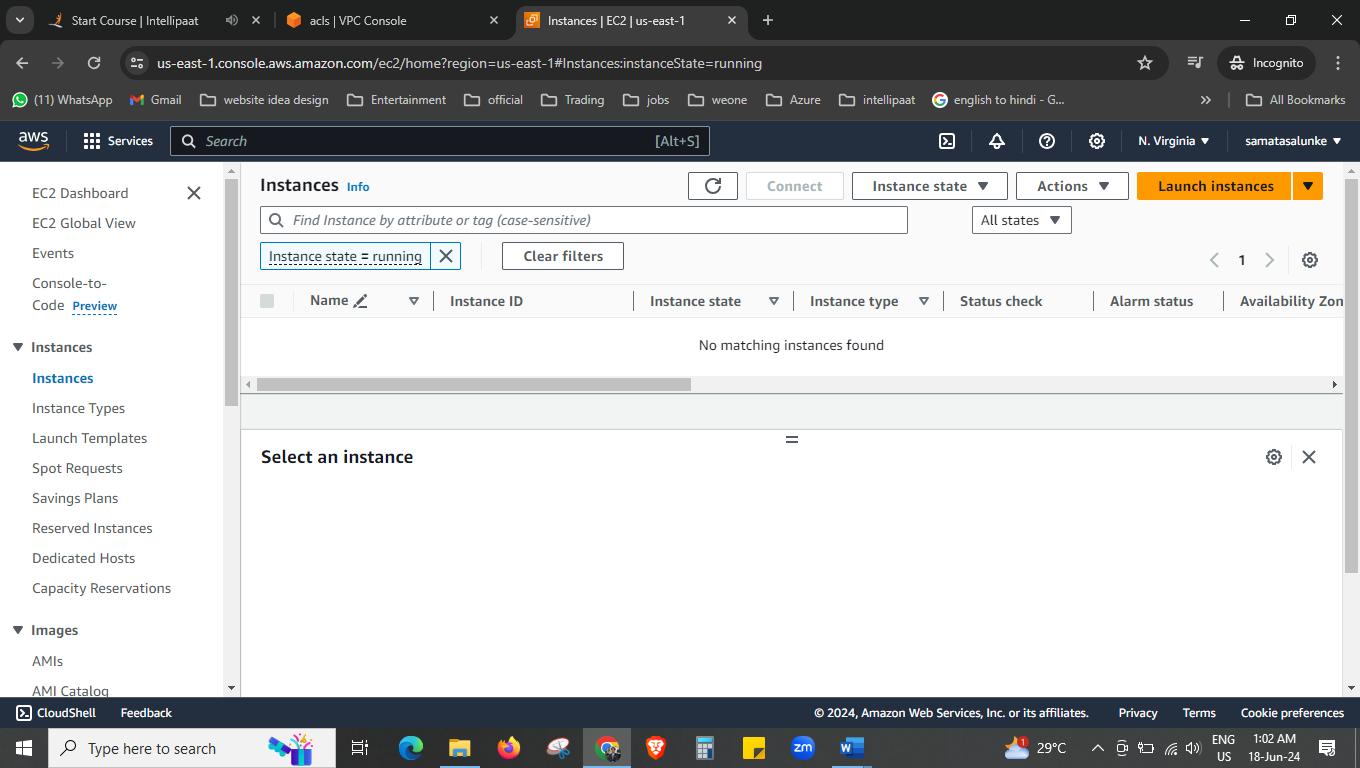 Start Course | Intellipaat
acls | VPC Console
Instances | EC2 | us-east-1
us-east-1.console.aws.amazon.com/ec2/home?region=us-east-1#Instances:instanceState=running
Incognito
(11) WhatsApp
Gmail
website idea design
Entertainment
official
Trading
jobs
weone
Azure
intellipaat
english to hindi - G...
All Bookmarks
aws
Services
Search
[Alt+S]
N. Virginia
samatasalunke
EC2 Dashboard
EC2 Global View
Events
Console-to-
Code Preview
Instances
Instances
Instance Types
Launch Templates
Spot Requests
Savings Plans
Reserved Instances
Dedicated Hosts
Capacity Reservations
Images
AMIs
AMI Catalog
Instances Info
Connect
Instance state
Actions
Launch instances
Find Instance by attribute or tag (case-sensitive)
All states
Instance state = running
Clear filters
1
Name
Instance ID
Instance state
Instance type
Status check
Alarm status
Availability Zon
No matching instances found
Select an instance
CloudShell
Feedback
© 2024, Amazon Web Services, Inc. or its affiliates.
Privacy
Terms
Cookie preferences
Type here to search
zm
W
1
29°C
ENG
US
1:02 AM
18-Jun-24